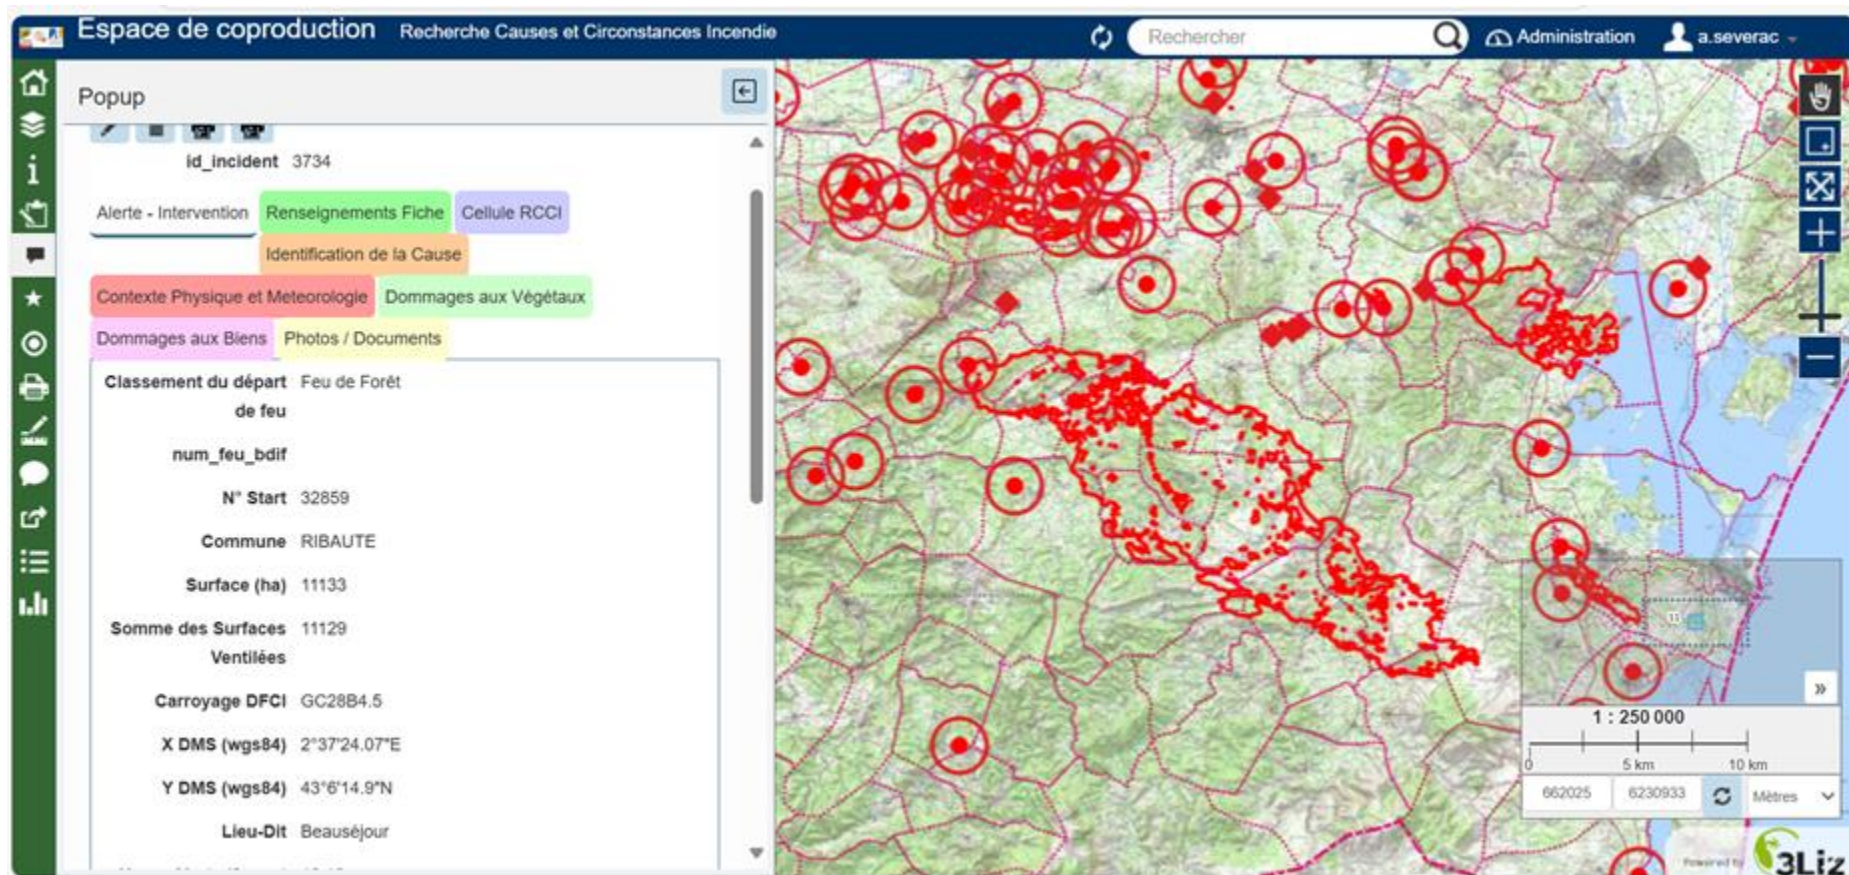 Espace de coproduction Recherche Causes et Circonstances Incendie Rechercher Administration a.severac
Popup
id_incident 3734
Alerte - Intervention Renseignements Fiche Cellule RCCI
Identification de la Cause
Contexte Physique et Meteorologie Dommages aux Végétaux
Dommages aux Biens Photos / Documents
Classement du départ de feu Feu de Forêt
num_feu_bdif
N° Start 32859
Commune RIBAUTE
Surface (ha) 11133
Somme des Surfaces Ventilées 11129
Carroyage DFCI GC28B4.5
X DMS (wgs84) 2°37'24.07"E
Y DMS (wgs84) 43°6'14.9"N
Lieu-Dit Beauséjour
11
»
1 : 250 000
0 5 km 10 km
662025 6230933 Mètres
Powered by 3Liz